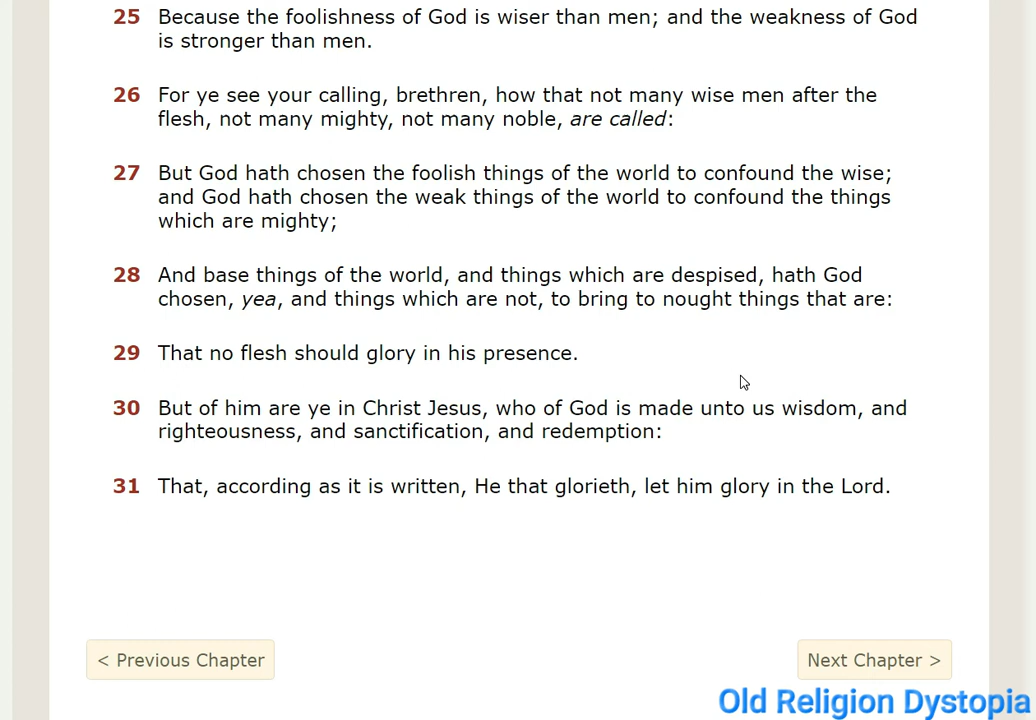 25 Because the foolishness of God is wiser than men; and the weakness of God
is stronger than men.
26 For ye see your calling, brethren, how that not many wise men after the
flesh, not many mighty, not many noble, are called:
27 But God hath chosen the foolish things of the world to confound the wise;
and God hath chosen the weak things of the world to confound the things
which are mighty;
28 And base things of the world, and things which are despised, hath God
chosen, yea, and things which are not, to bring to nought things that are:
29 That no flesh should glory in his presence.
30 But of him are ye in Christ Jesus, who of God is made unto us wisdom, and
righteousness, and sanctification, and redemption:
31 That, according as it is written, He that glorieth, let him glory in the Lord.
< Previous Chapter
Next Chapter >
Old Religion Dystopia